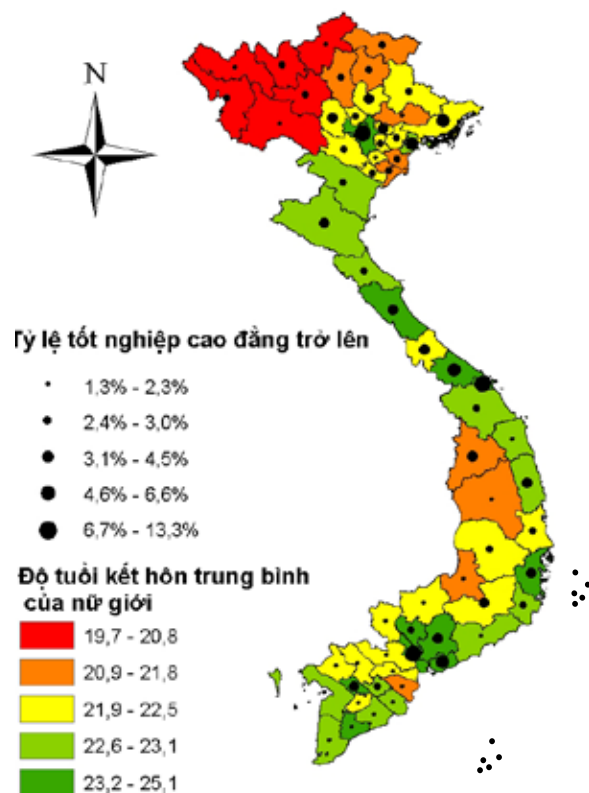 N
Tỷ lệ tốt nghiệp cao đẳng trở lên
1,3% - 2,3%
2,4% - 3,0%
3,1% - 4,5%
4,6% - 6,6%
6,7% - 13,3%
Độ tuổi kết hôn trung bình
của nữ giới
19,7 - 20,8
20,9 - 21,8
21,9 - 22,5
22,6 - 23,1
23,2 - 25,1